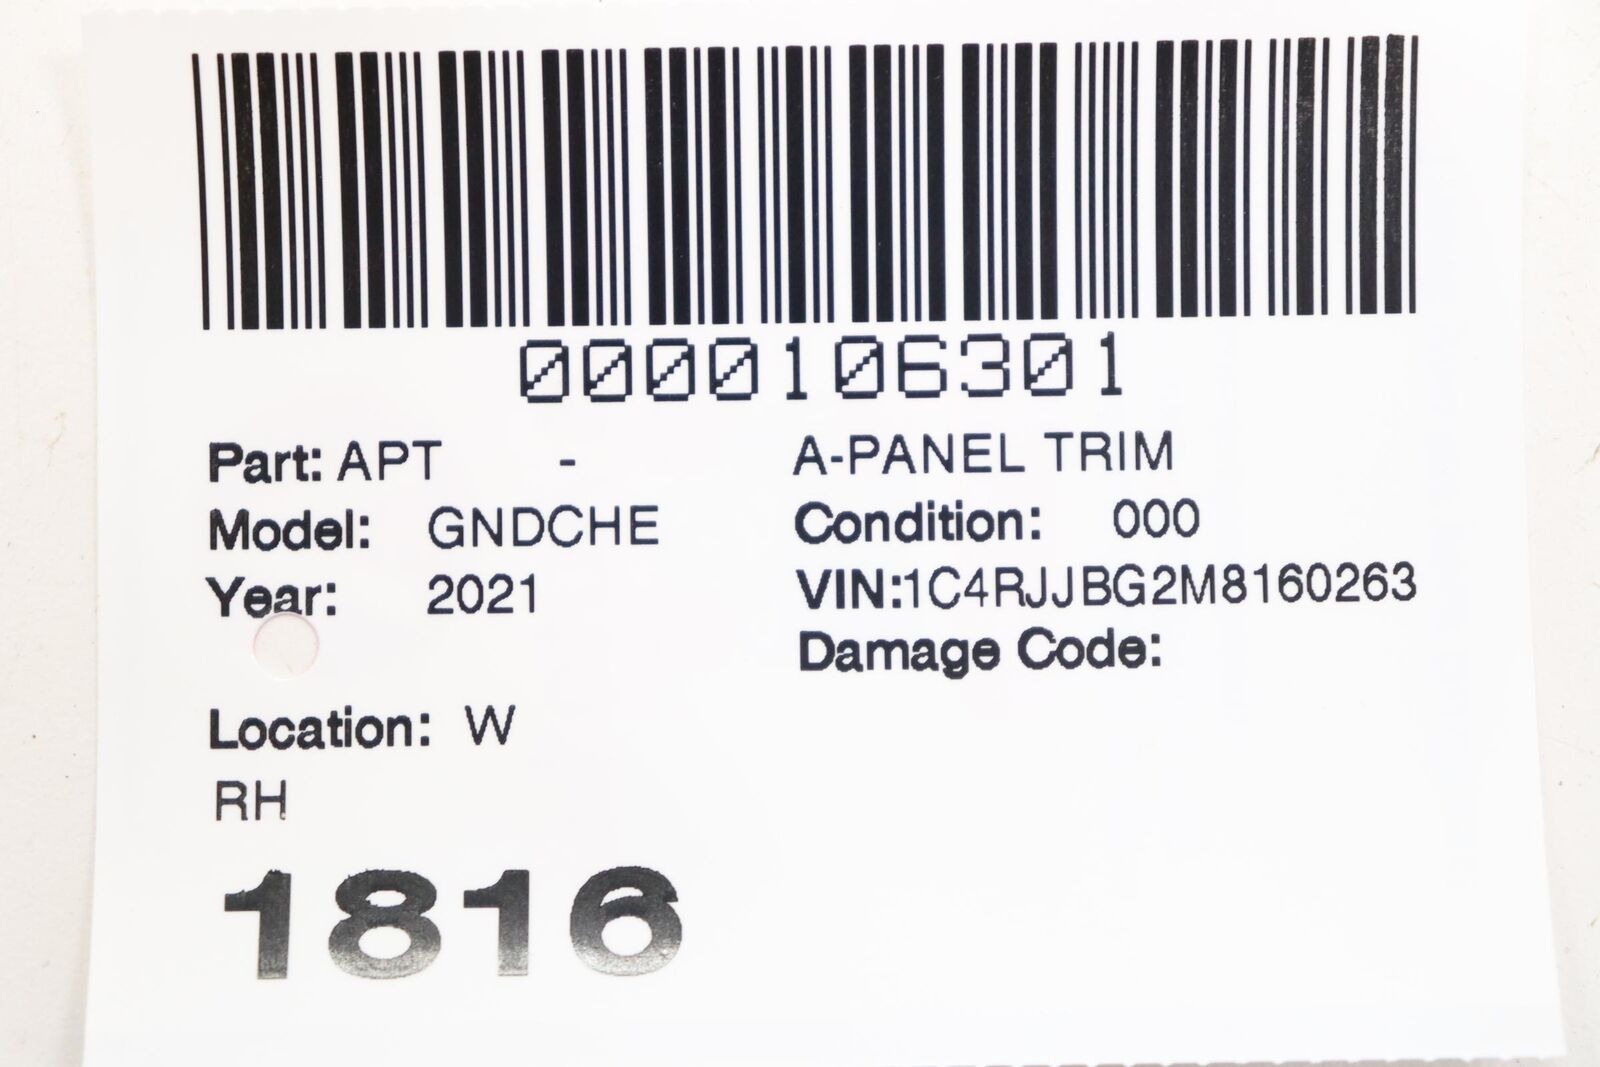 0000106301
Part: APT - A-PANEL TRIM
Model: GNDCHE Condition: 000
Year: 2021 VIN:1C4RJJBG2M8160263
Damage Code:
Location: W
RH
1816